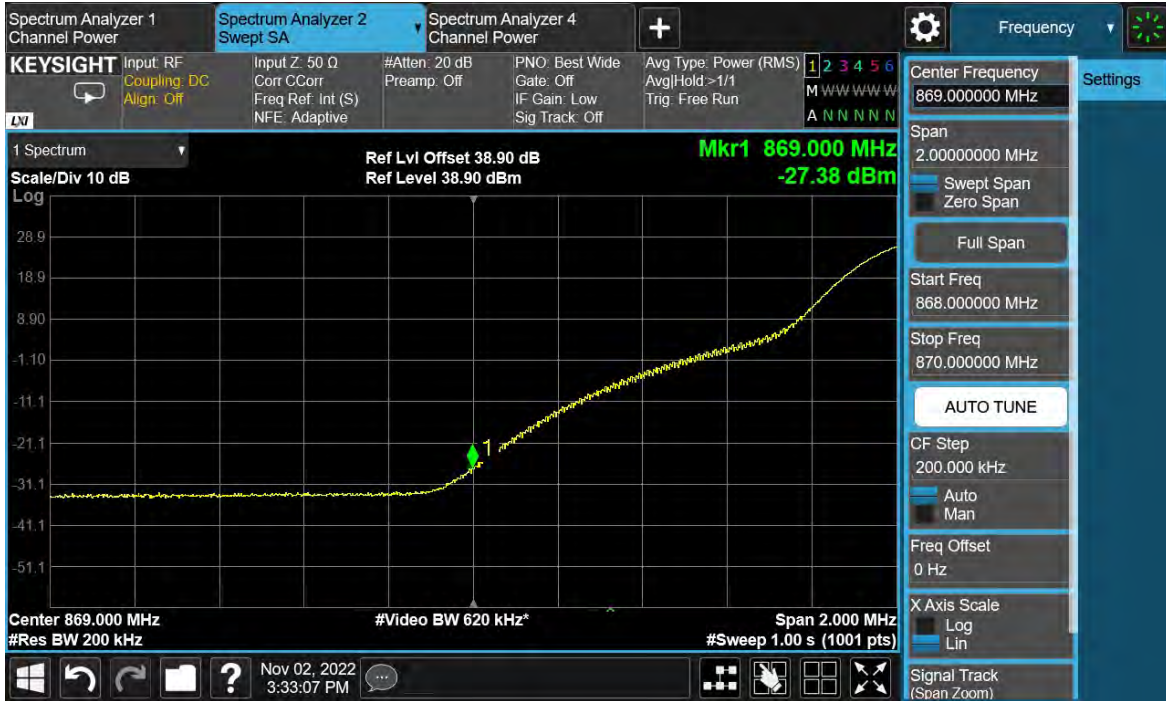 Spectrum Analyzer 1
Channel Power
Spectrum Analyzer 2
Swept SA
Spectrum Analyzer 4
Channel Power
Frequency
KEYSIGHT
LXI
Input: RF
Coupling: DC
Align: Off
Input Z: 50 Ω
Corr CCorr
Freq Ref: Int (S)
NFE: Adaptive
#Atten: 20 dB
Preamp: Off
PNO: Best Wide
Gate: Off
IF Gain: Low
Sig Track: Off
Avg Type: Power (RMS)
Avg|Hold:>1/1
Trig: Free Run
1 2 3 4 5 6
M W W W W W W
A N N N N N
1 Spectrum
Scale/Div 10 dB
Log
Ref Lvl Offset 38.90 dB
Ref Level 38.90 dBm
Mkr1 869.000 MHz
-27.38 dBm
28.9
18.9
8.90
-1.10
-11.1
-21.1
-31.1
-41.1
-51.1
1
Center 869.000 MHz
#Res BW 200 kHz
#Video BW 620 kHz*
Span 2.000 MHz
#Sweep 1.00 s (1001 pts)
Center Frequency
869.000000 MHz
Span
2.00000000 MHz
Swept Span
Zero Span
Full Span
Start Freq
868.000000 MHz
Stop Freq
870.000000 MHz
AUTO TUNE
CF Step
200.000 kHz
Auto
Man
Freq Offset
0 Hz
X Axis Scale
Log
Lin
Signal Track
(Span Zoom)
Settings
?
Nov 02, 2022
3:33:07 PM